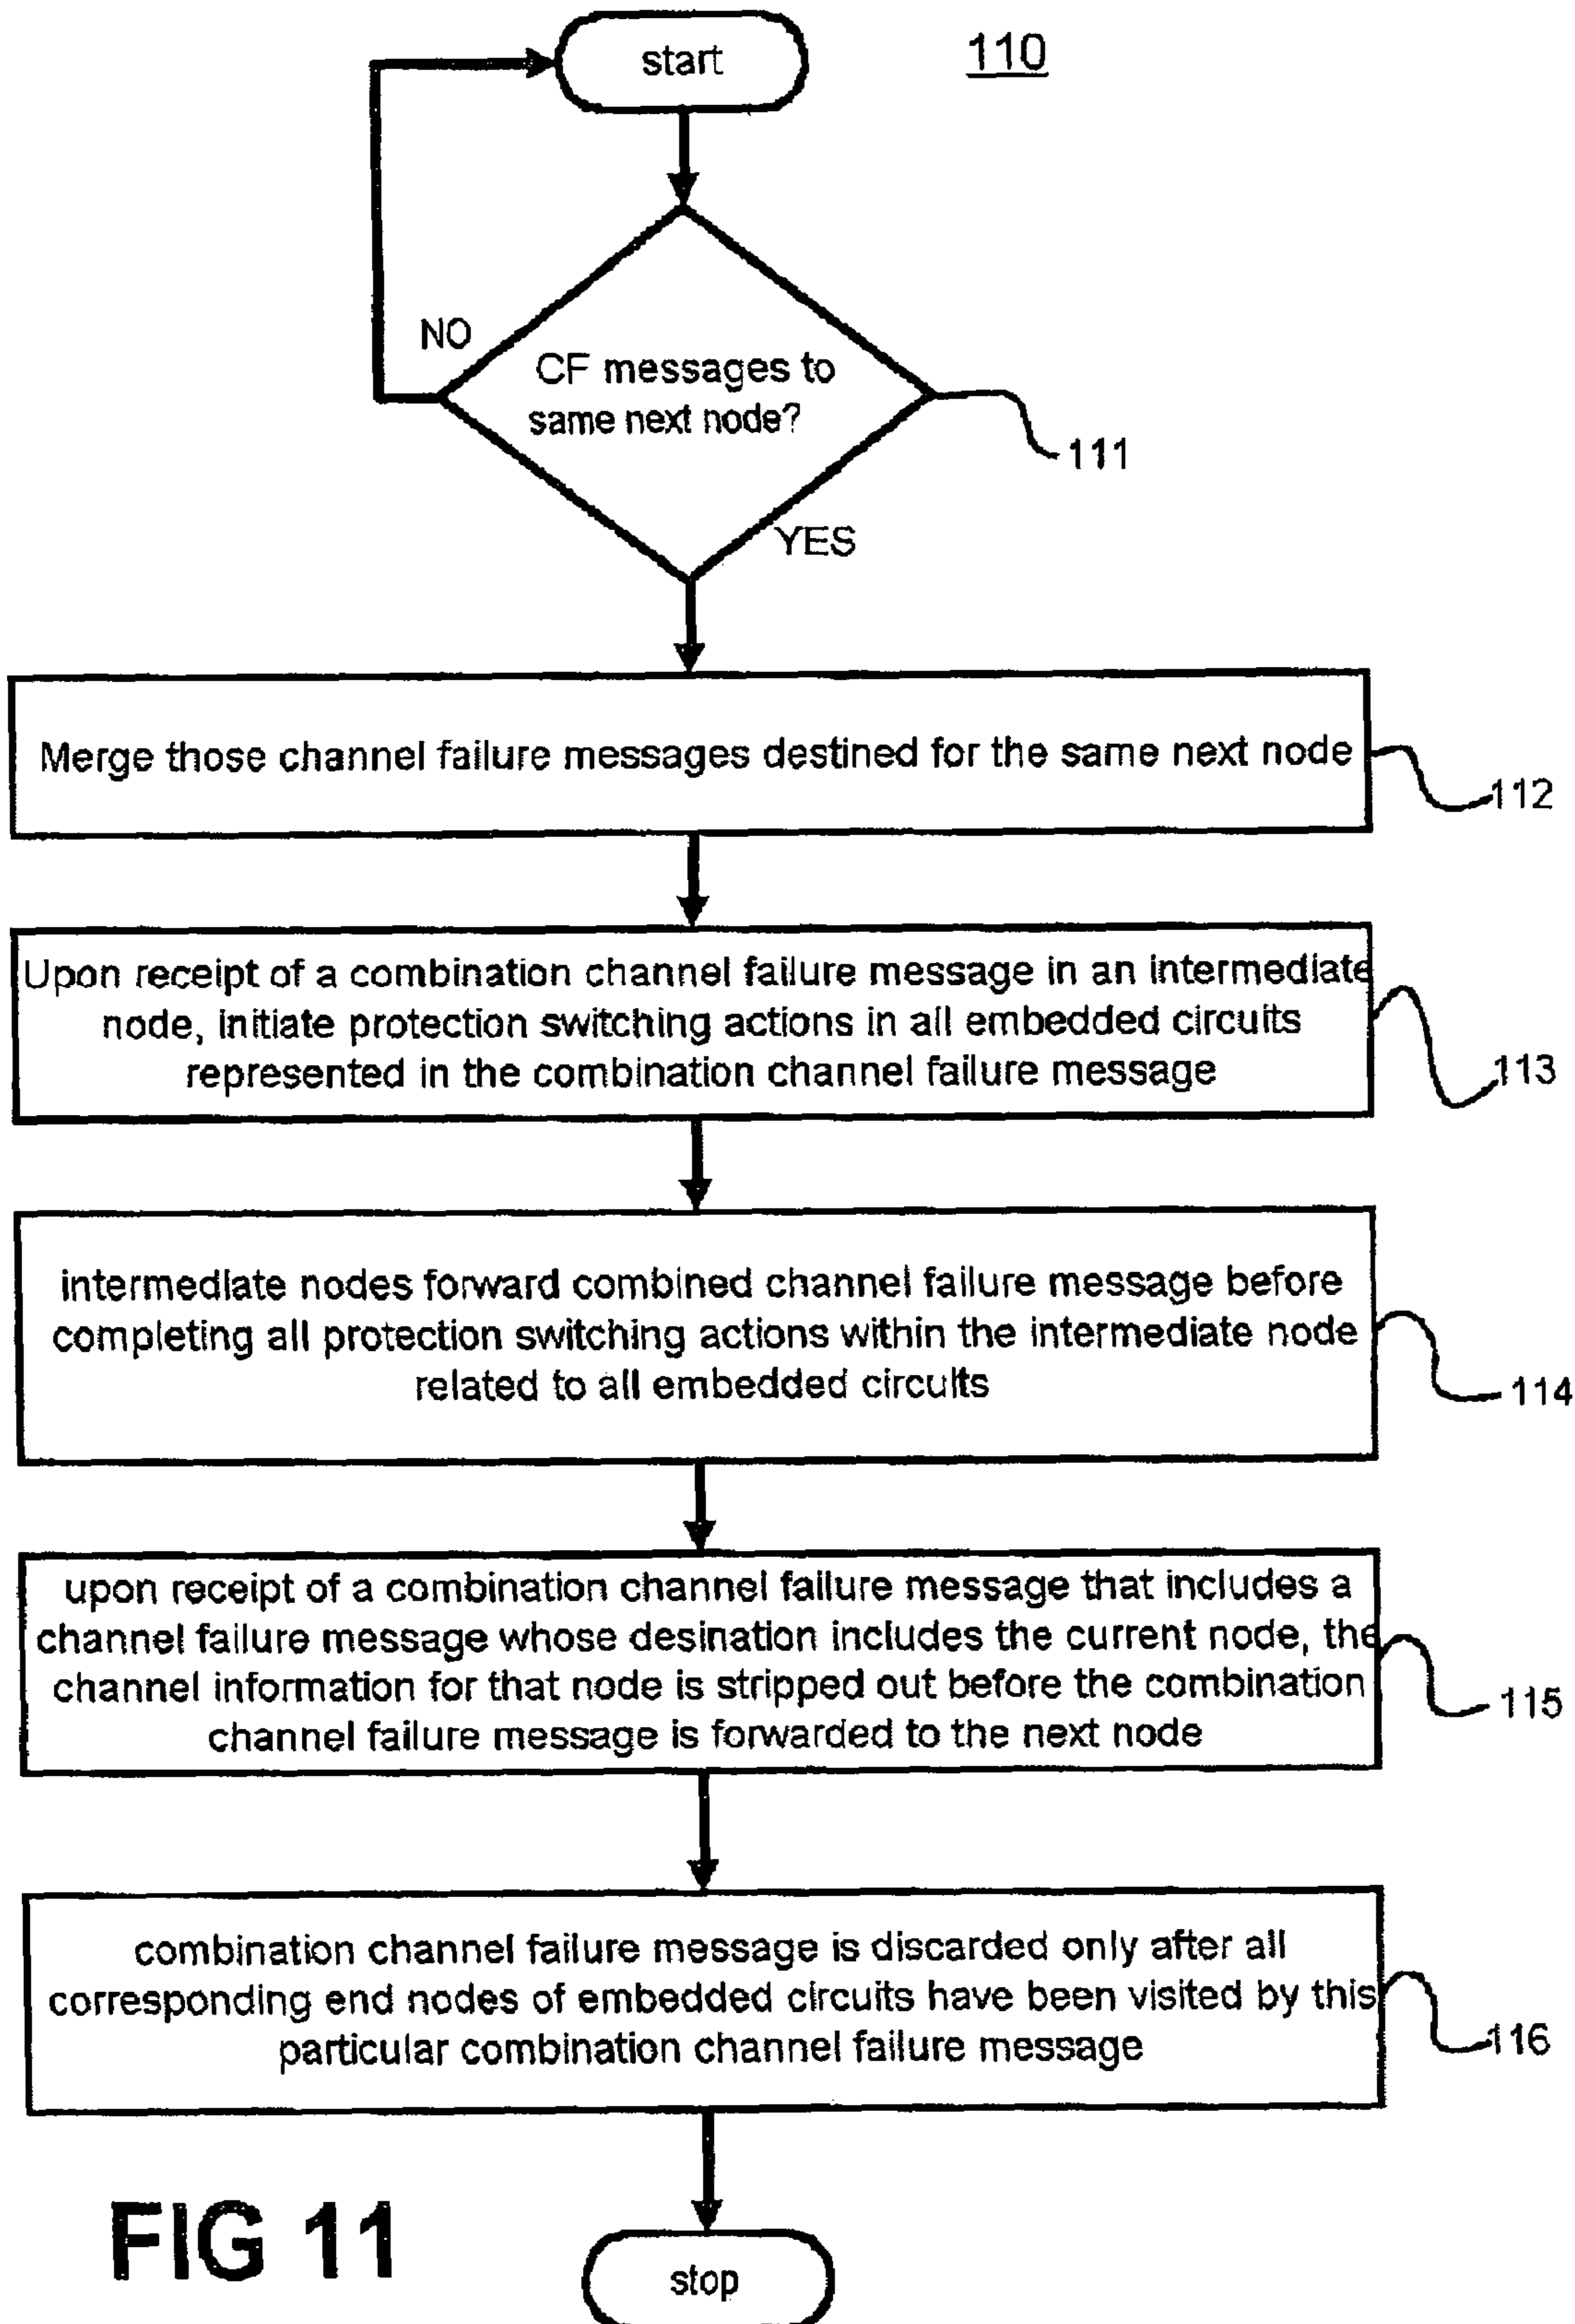 start
110
NO
CF messages to
same next node?
111
YES
Merge those channel failure messages destined for the same next node
112
Upon receipt of a combination channel failure message in an intermediate
node, initiate protection switching actions in all embedded circuits
represented in the combination channel failure message
113
intermediate nodes forward combined channel failure message before
completing all protection switching actions within the intermediate node
related to all embedded circuits
114
upon receipt of a combination channel failure message that includes a
channel failure message whose desination includes the current node, the
channel information for that node is stripped out before the combination
channel failure message is forwarded to the next node
115
combination channel failure message is discarded only after all
corresponding end nodes of embedded circuits have been visited by this
particular combination channel failure message
116
FIG 11
stop